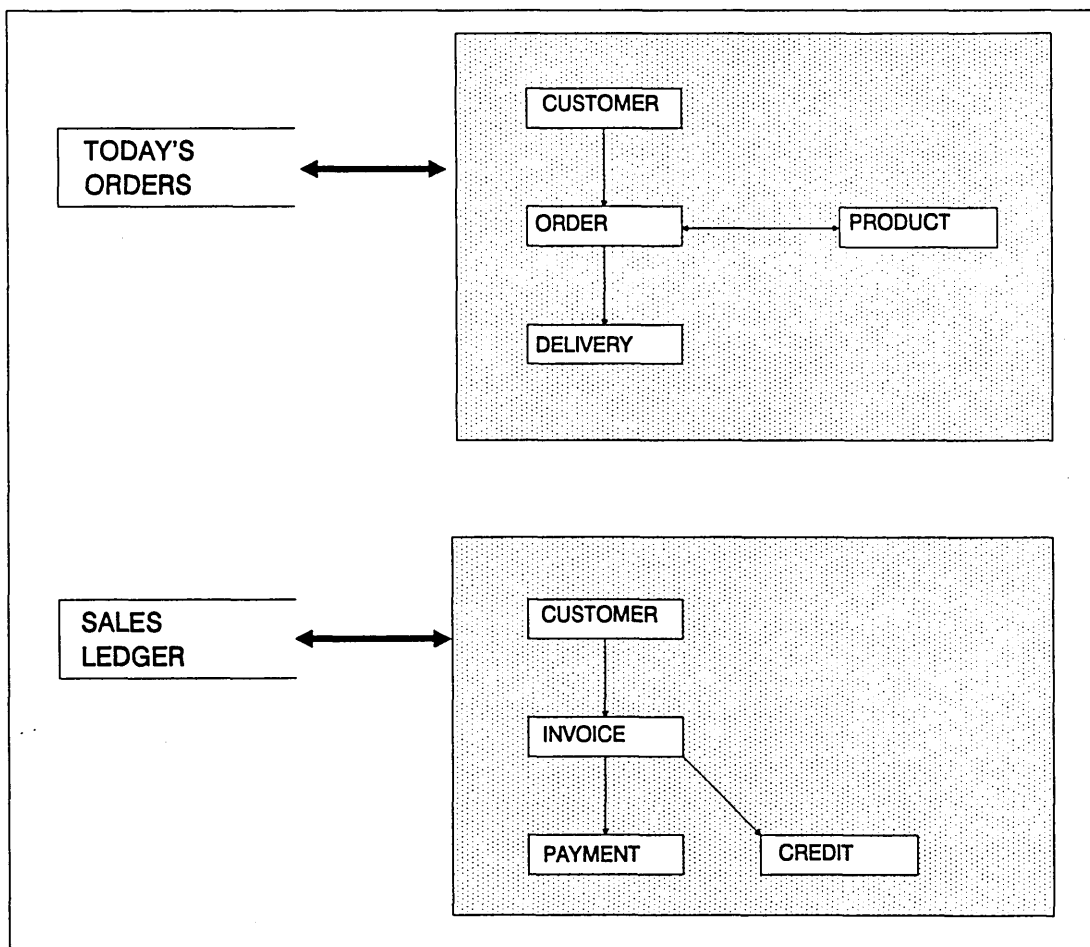 CUSTOMER
TODAY'S
ORDERS
ORDER
PRODUCT
DELIVERY
CUSTOMER
SALES
LEDGER
INVOICE
PAYMENT
CREDIT